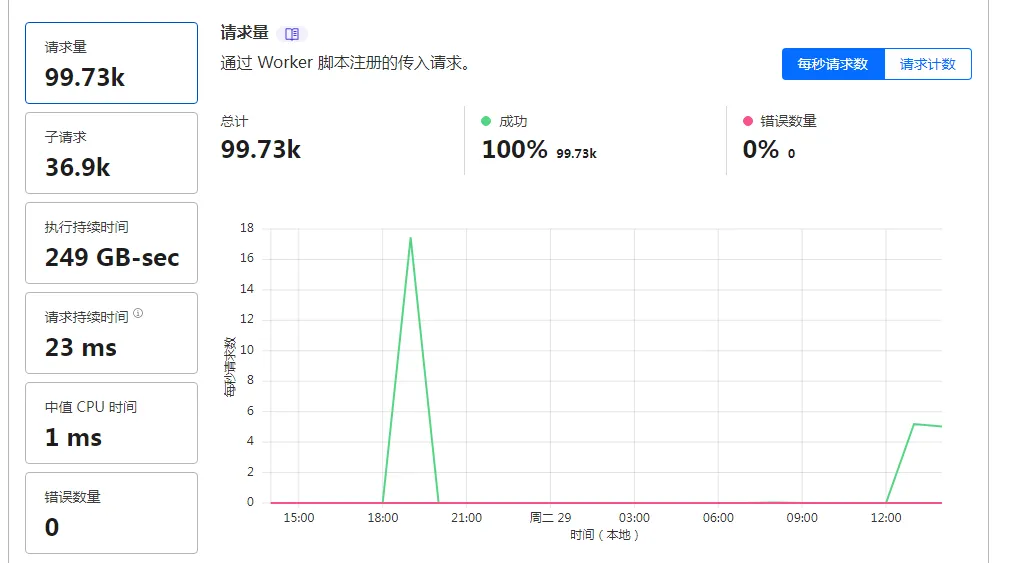 请求量
99.73k
子请求
36.9k
执行持续时间
249 GB-sec
请求持续时间
23 ms
中值 CPU 时间
1 ms
错误数量
0
请求量
通过 Worker 脚本注册的传入请求。
每秒请求数 请求计数
总计
99.73k
成功
100% 99.73k
错误数量
0% 0
每秒请求数
18
16
14
12
10
8
6
4
2
0
15:00 18:00 21:00 周二 29 03:00 06:00 09:00 12:00
时间（本地）